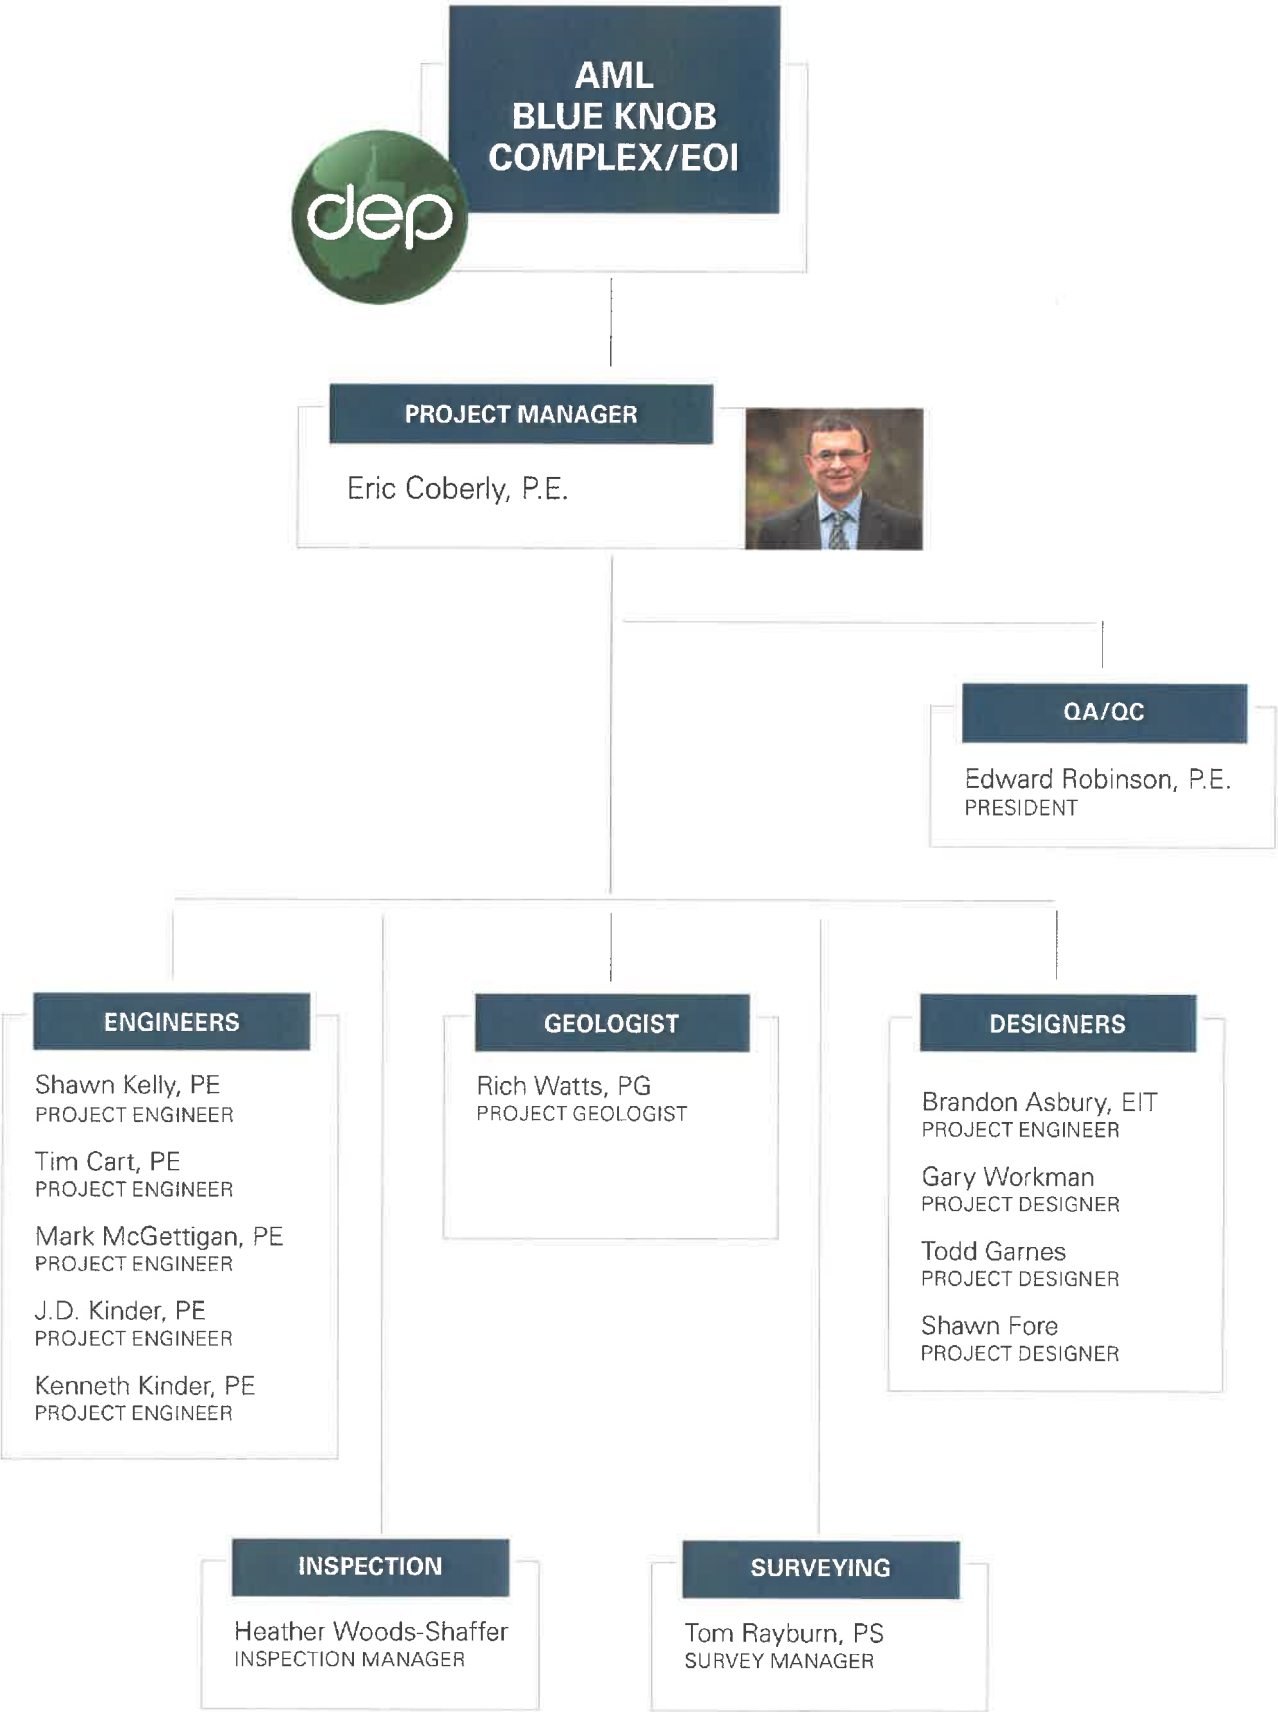 AML
BLUE KNOB
COMPLEX/EOI
dep
PROJECT MANAGER
Eric Coberly, P.E.
QA/QC
Edward Robinson, P.E.
PRESIDENT
ENGINEERS
Shawn Kelly, PE
PROJECT ENGINEER
Tim Cart, PE
PROJECT ENGINEER
Mark McGettigan, PE
PROJECT ENGINEER
J.D. Kinder, PE
PROJECT ENGINEER
Kenneth Kinder, PE
PROJECT ENGINEER
GEOLOGIST
Rich Watts, PG
PROJECT GEOLOGIST
DESIGNERS
Brandon Asbury, EIT
PROJECT ENGINEER
Gary Workman
PROJECT DESIGNER
Todd Garnes
PROJECT DESIGNER
Shawn Fore
PROJECT DESIGNER
INSPECTION
Heather Woods-Shaffer
INSPECTION MANAGER
SURVEYING
Tom Rayburn, PS
SURVEY MANAGER